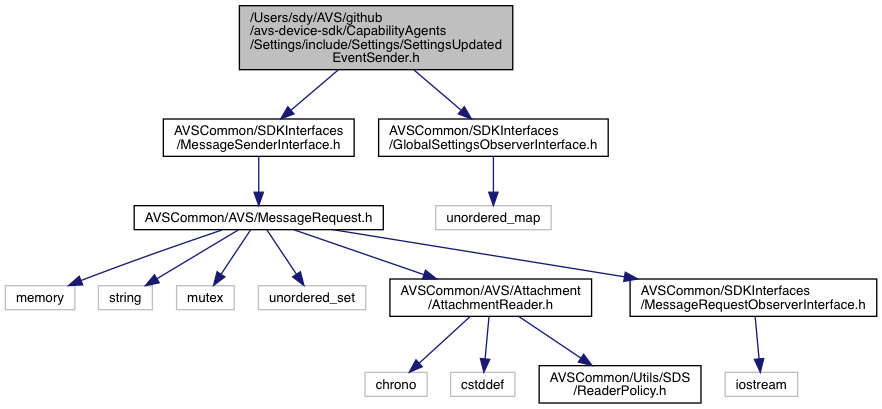 /Users/sdy/AVS/github
/avs-device-sdk/CapabilityAgents
/Settings/include/Settings/SettingsUpdated
EventSender.h
AVSCommon/SDKInterfaces
/MessageSenderInterface.h
AVSCommon/SDKInterfaces
/GlobalSettingsObserverInterface.h
AVSCommon/AVS/MessageRequest.h
unordered_map
memory
string
mutex
unordered_set
AVSCommon/AVS/Attachment
/AttachmentReader.h
AVSCommon/SDKInterfaces
/MessageRequestObserverInterface.h
chrono
cstddef
AVSCommon/Utils/SDS
/ReaderPolicy.h
iostream